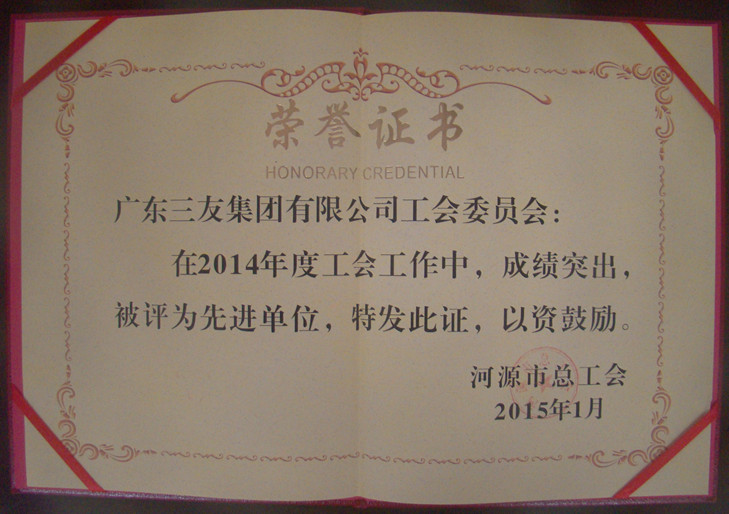 荣誉证书
HONORARY CREDENTIAL
广东三友集团有限公司工会委员会：
在2014年度工会工作中，成绩突出，
被评为先进单位，特发此证，以资鼓励。
河源市总工会
2015年1月